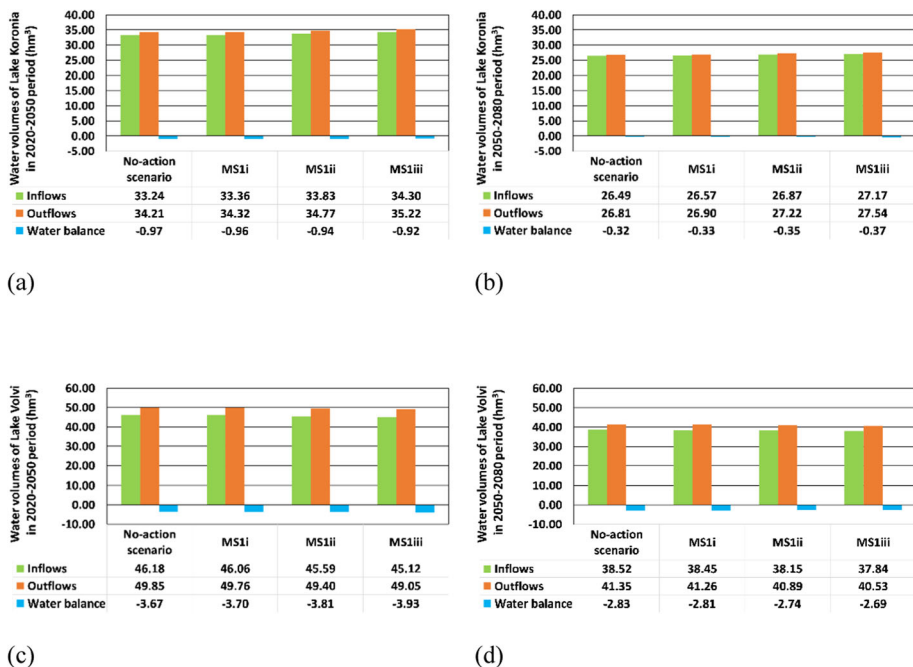 Water volumes of Lake Koronia
in 2020-2050 period (hm³)
40.00
35.00
30.00
25.00
20.00
15.00
10.00
5.00
0.00
-5.00
No-action
scenario MS1i MS1ii MS1iii
Inflows 33.24 33.36 33.83 34.30
Outflows 34.21 34.32 34.77 35.22
Water balance -0.97 -0.96 -0.94 -0.92
(a)
Water volumes of Lake Koronia
in 2050-2080 period (hm³)
40.00
35.00
30.00
25.00
20.00
15.00
10.00
5.00
0.00
-5.00
No-action
scenario MS1i MS1ii MS1iii
Inflows 26.49 26.57 26.87 27.17
Outflows 26.81 26.90 27.22 27.54
Water balance -0.32 -0.33 -0.35 -0.37
(b)
Water volumes of Lake Volvi
in 2020-2050 period (hm³)
60.00
50.00
40.00
30.00
20.00
10.00
0.00
-10.00
No-action
scenario MS1i MS1ii MS1iii
Inflows 46.18 46.06 45.59 45.12
Outflows 49.85 49.76 49.40 49.05
Water balance -3.67 -3.70 -3.81 -3.93
(c)
Water volumes of Lake Volvi
in 2050-2080 period (hm³)
60.00
50.00
40.00
30.00
20.00
10.00
0.00
-10.00
No-action
scenario MS1i MS1ii MS1iii
Inflows 38.52 38.45 38.15 37.84
Outflows 41.35 41.26 40.89 40.53
Water balance -2.83 -2.81 -2.74 -2.69
(d)